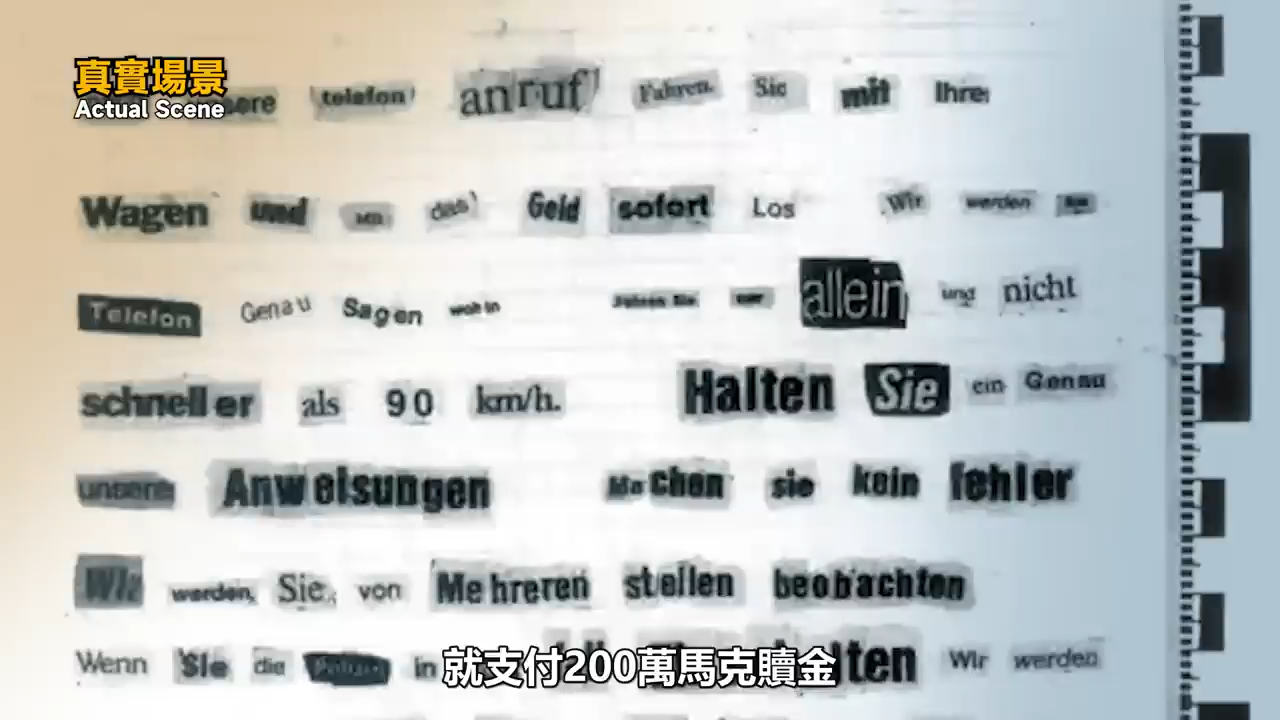 真實場景
Actual Scene
telefon anruf! Fahren Sie mit Ihre
Wagen und das Geld sofort Los Wir werden
Telefon Genau Sagen wohin allein und nicht
schneller als 90 km/h. Halten Sie ein Genau
unsere Anweisungen Machen sie kein fehler
Wir werden Sie von Mehreren stellen beobachten
Wenn Sie die in Wir werden
就支付200萬馬克贖金